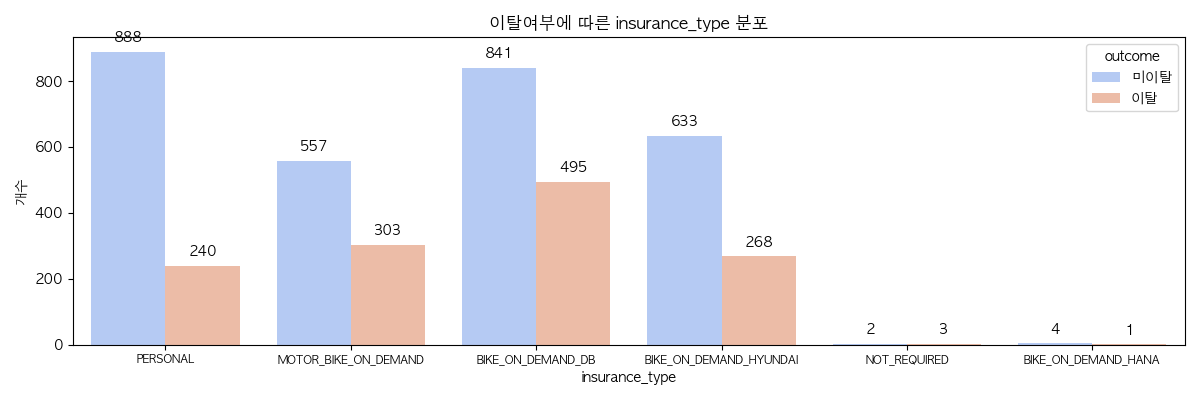 이탈여부에 따른 insurance_type 분포
outcome
미이탈
이탈
개수
800
600
400
200
0
888
240
557
303
841
495
633
268
2
3
4
1
PERSONAL
MOTOR_BIKE_ON_DEMAND
BIKE_ON_DEMAND_DB
BIKE_ON_DEMAND_HYUNDAI
NOT_REQUIRED
BIKE_ON_DEMAND_HANA
insurance_type